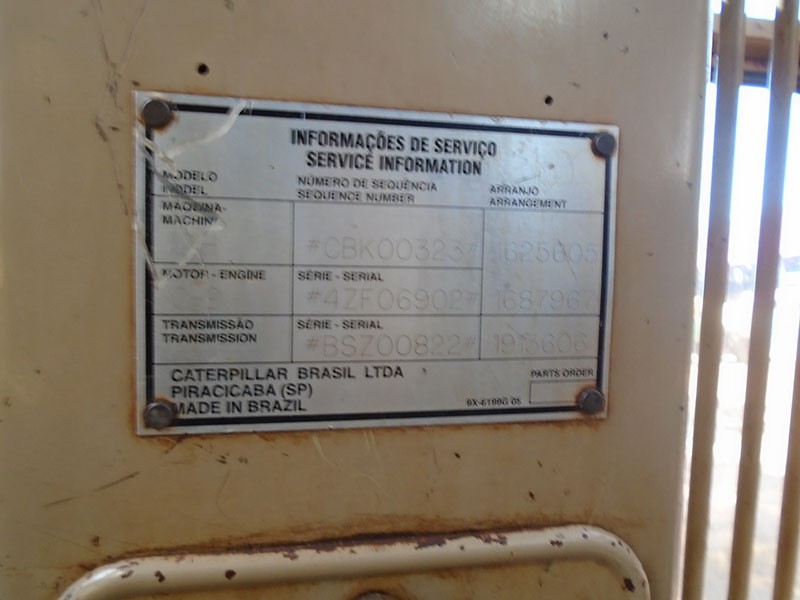 INFORMAÇÕES DE SERVIÇO
SERVICE INFORMATION
MODELO NÚMERO DE SEQUÊNCIA ARRANJO
MODEL SEQUENCE NUMBER ARRANGEMENT
MÁQUINA-
MACHINE
#CBK00323# 1625605
MOTOR - ENGINE SÉRIE - SERIAL
#4ZF06902# 1687967
TRANSMISSÃO SÉRIE - SERIAL
TRANSMISSION
#BSZ00822# 1913606
CATERPILLAR BRASIL LTDA PARTS ORDER
PIRACICABA (SP)
MADE IN BRAZIL 9X-6199G 05